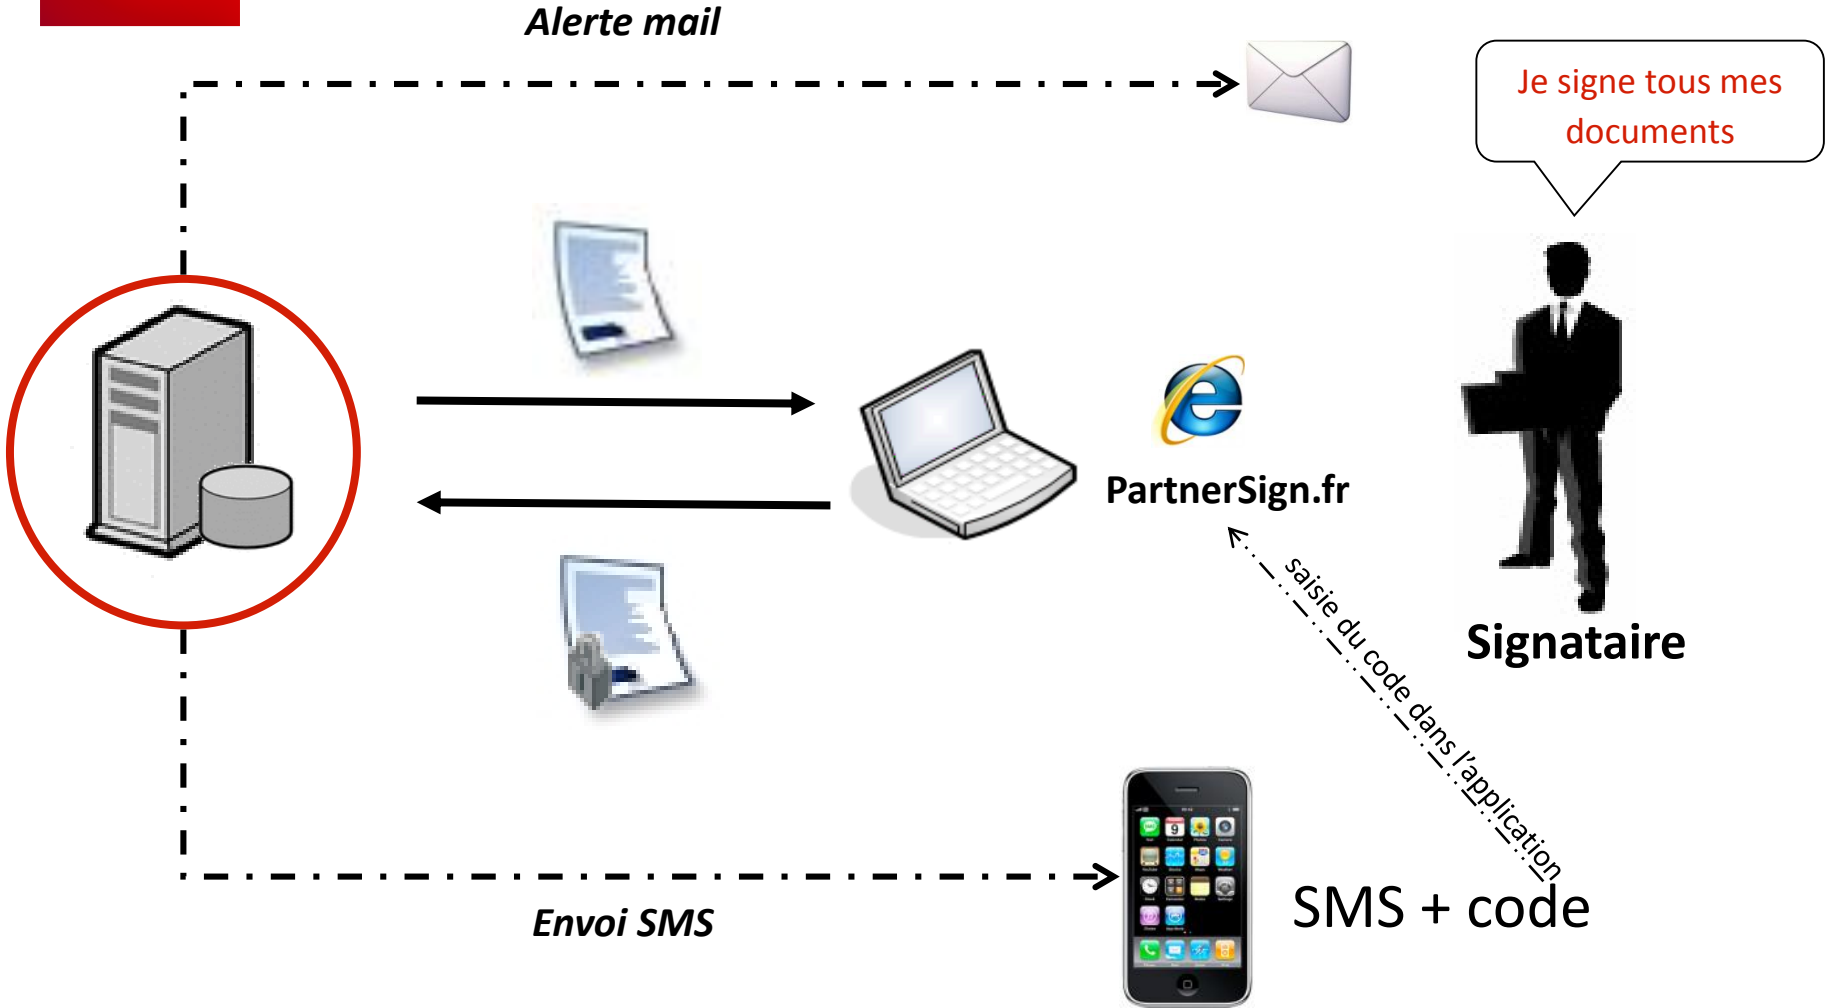 Alerte mail
Je signe tous mes
documents
PartnerSign.fr
saisie du code dans l'application
Signataire
SMS + code
Envoi SMS